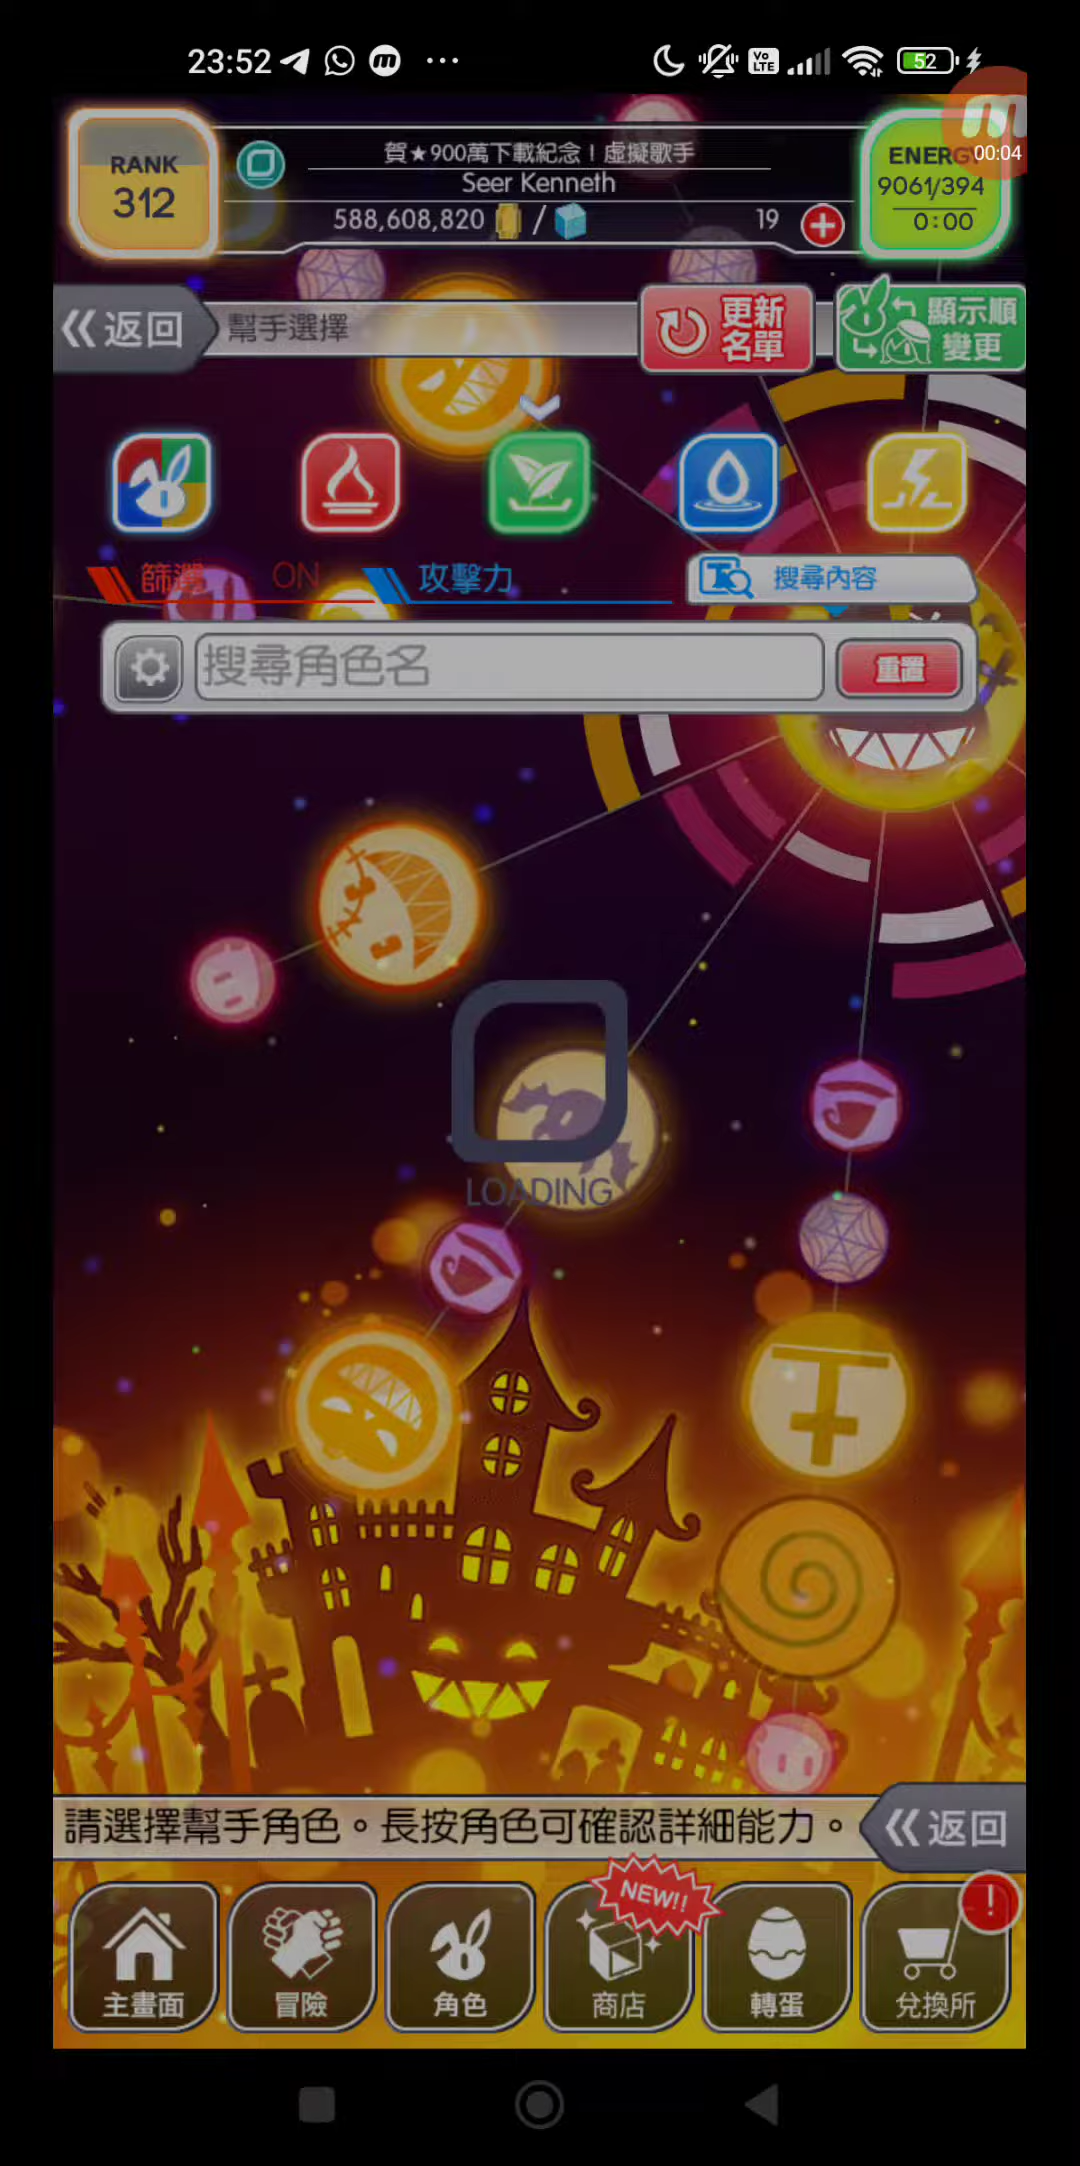 23:52
Vo LTE
52
00:04
RANK
312
賀★900萬下載紀念！虛擬歌手
Seer Kenneth
588,608,820 / 19
ENERGY
9061/394
0:00
返回
幫手選擇
更新
名單
顯示順
變更
篩選 ON
攻擊力
搜尋內容
搜尋角色名
重置
LOADING
請選擇幫手角色。長按角色可確認詳細能力。
返回
NEW!!
主畫面
冒險
角色
商店
轉蛋
兌換所